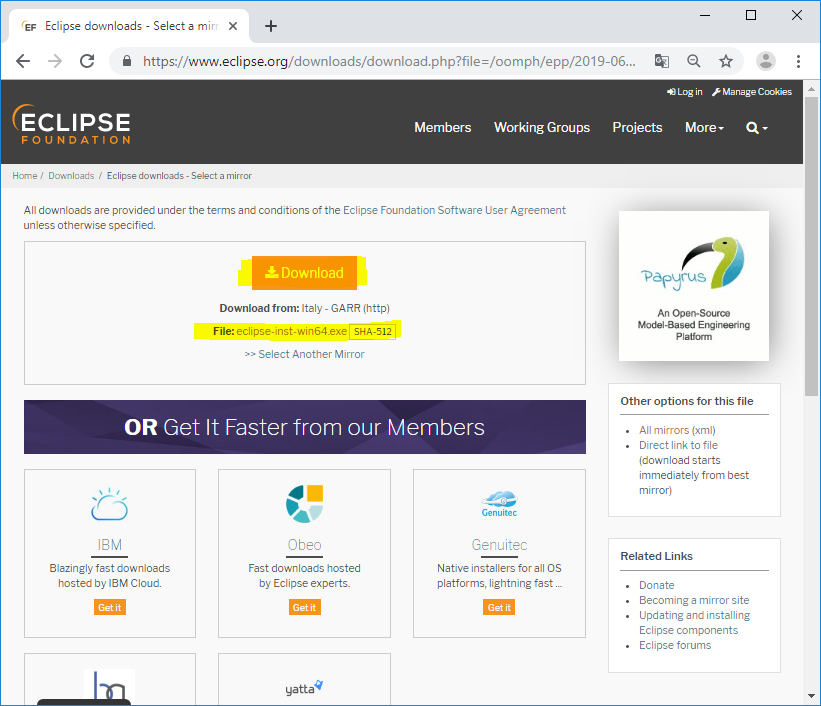 EF Eclipse downloads - Select a mir
https://www.eclipse.org/downloads/download.php?file=/oomph/epp/2019-06...
Log in Manage Cookies
ECLIPSE
FOUNDATION
Members Working Groups Projects More
Home / Downloads / Eclipse downloads - Select a mirror
All downloads are provided under the terms and conditions of the Eclipse Foundation Software User Agreement
unless otherwise specified.
Download
Download from: Italy - GARR (http)
File: eclipse-inst-win64.exe SHA-512
>> Select Another Mirror
OR Get It Faster from our Members
IBM
Blazingly fast downloads
hosted by IBM Cloud.
Get it
Obeo
Fast downloads hosted
by Eclipse experts.
Get it
Genuitec
Genuitec
Native installers for all OS
platforms, lightning fast ...
Get it
yatta
Papyrus
An Open-Source
Model-Based Engineering
Platform
Other options for this file
All mirrors (xml)
Direct link to file
(download starts
immediately from best
mirror)
Related Links
Donate
Becoming a mirror site
Updating and installing
Eclipse components
Eclipse forums